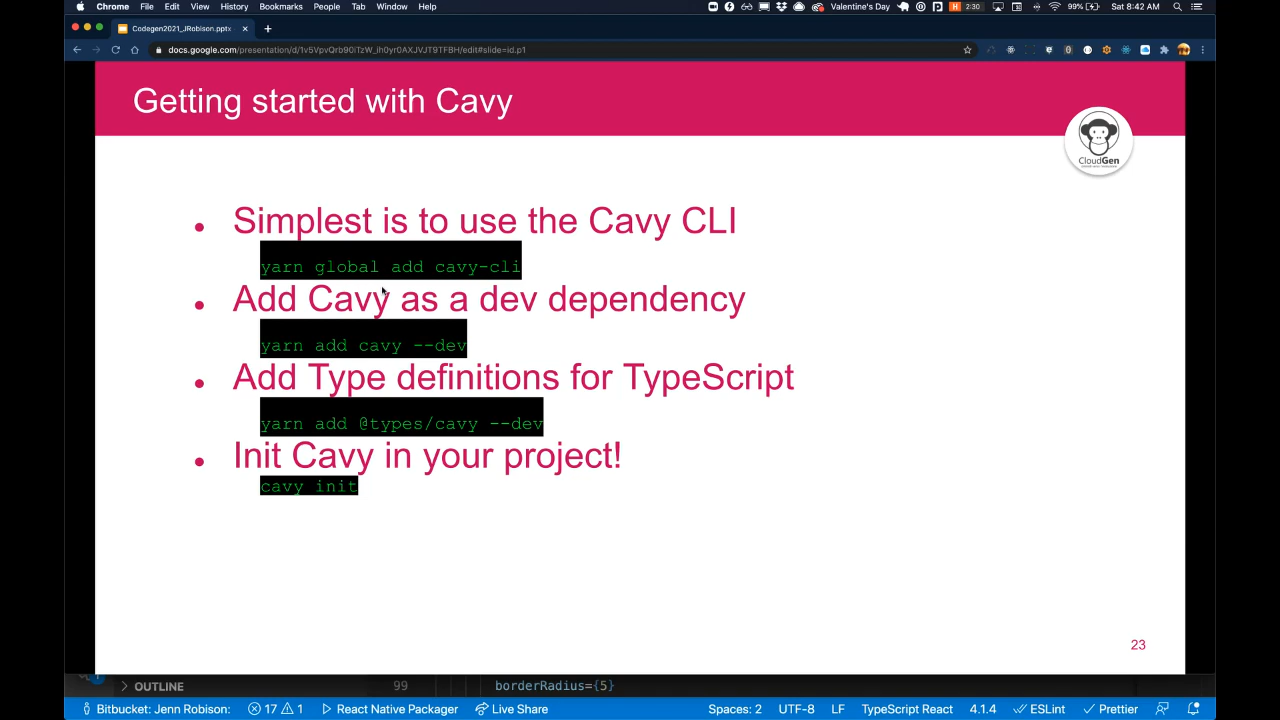 Chrome File Edit View History Bookmarks People Tab Window Help Valentine's Day 2:30 99% Sat 8:42 AM
Codegen2021_JRobison.pptx
Getting started with Cavy
CloudGen
Simplest is to use the Cavy CLI
yarn global add cavy-cli
Add Cavy as a dev dependency
yarn add cavy --dev
Add Type definitions for TypeScript
yarn add @types/cavy --dev
Init Cavy in your project!
cavy init
23
OUTLINE 99 borderRadius={5}
Bitbucket: Jenn Robison: 17 1 React Native Packager Live Share Spaces: 2 UTF-8 LF TypeScript React 4.1.4 ESLint Prettier